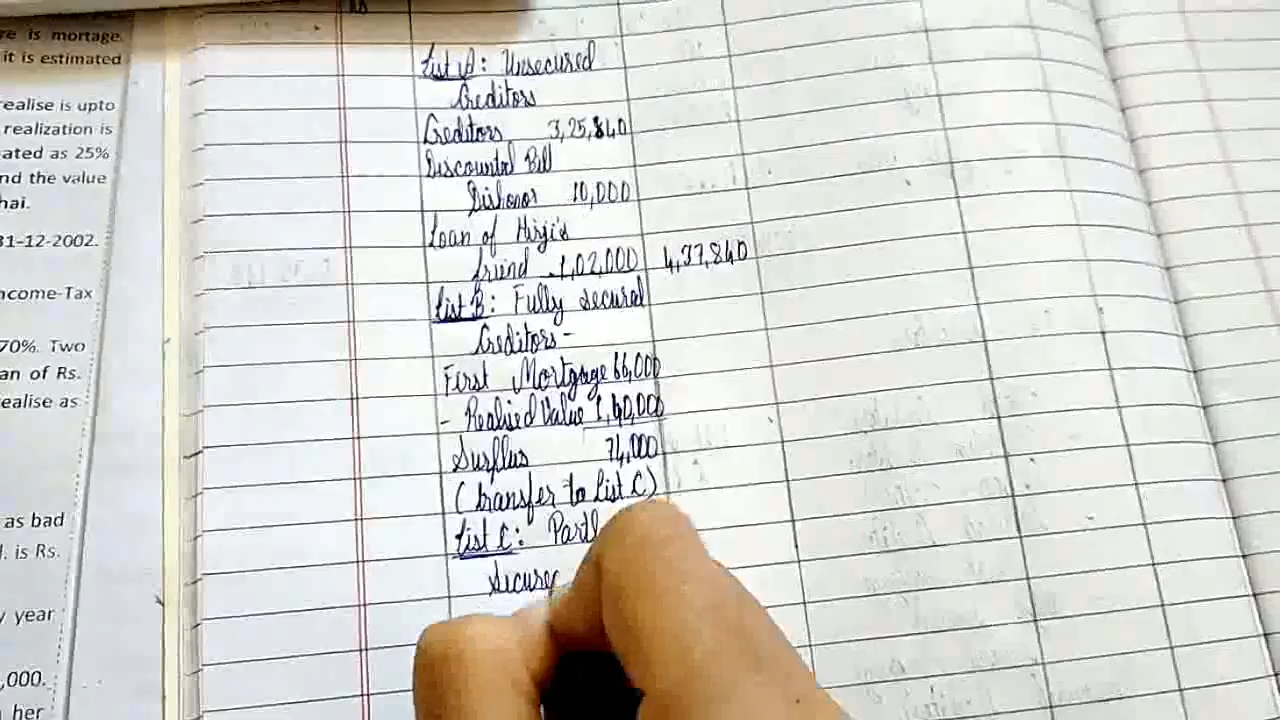 re is mortage.
it is estimated
ealise is upto
realization is
ated as 25%
nd the value
hai.
31-12-2002.
ncome-Tax
70%. Two
an of Rs.
ealise as
as bad
. is Rs.
year
,000.
her
List A: Unsecured
Creditors
Creditors 3,25,840
Discounted Bill
Dishonor 10,000
Loan of Hirji's
friend 1,02,000 4,37,840
List B: Fully secured
Creditors-
First Mortgage 66,000
- Realised Value 1,40,000
Surplus 74,000
(transfer to List C)
List C: Partl
Secure